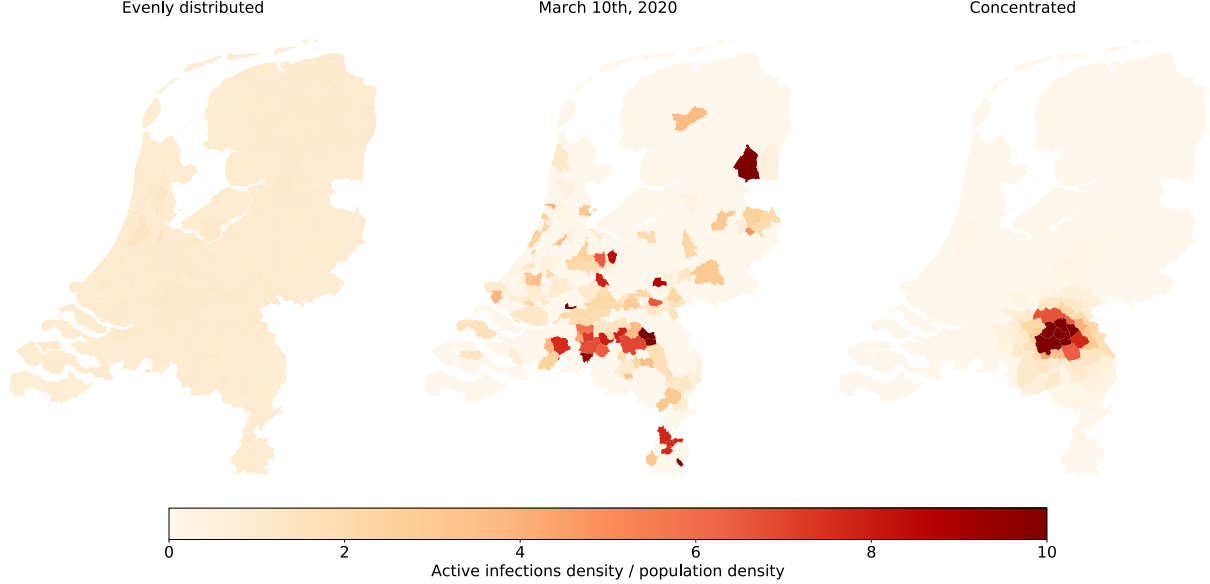 Evenly distributed
March 10th, 2020
Concentrated
0 2 4 6 8 10
Active infections density / population density